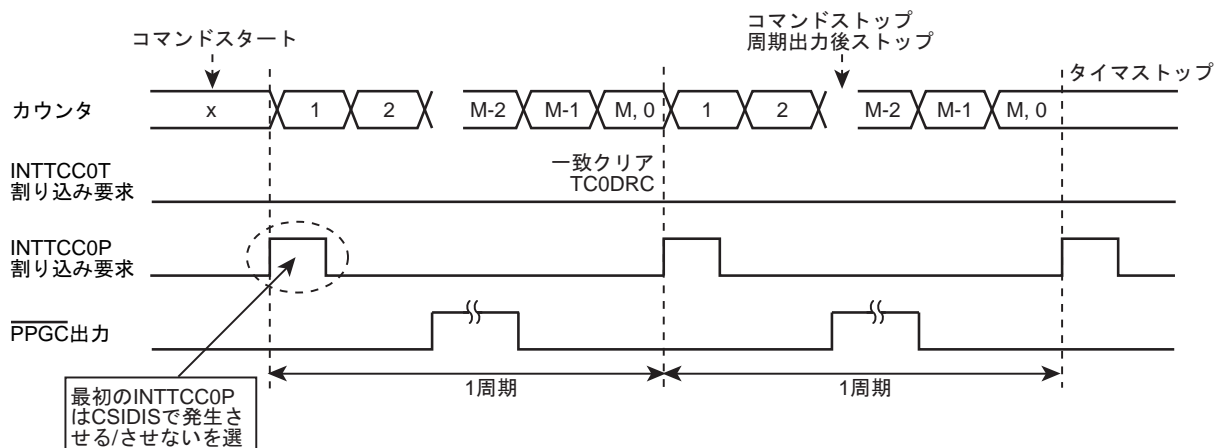 コマンドスタート
コマンドストップ
周期出力後ストップ
タイマストップ
カウンタ
x
1
2
M-2
M-1
M, 0
1
2
M-2
M-1
M, 0
INTTCC0T
割り込み要求
一致クリア
TC0DRC
INTTCC0P
割り込み要求
PPGC出力
1周期
1周期
最初のINTTCC0P
はCSIDISで発生さ
せる/させないを選